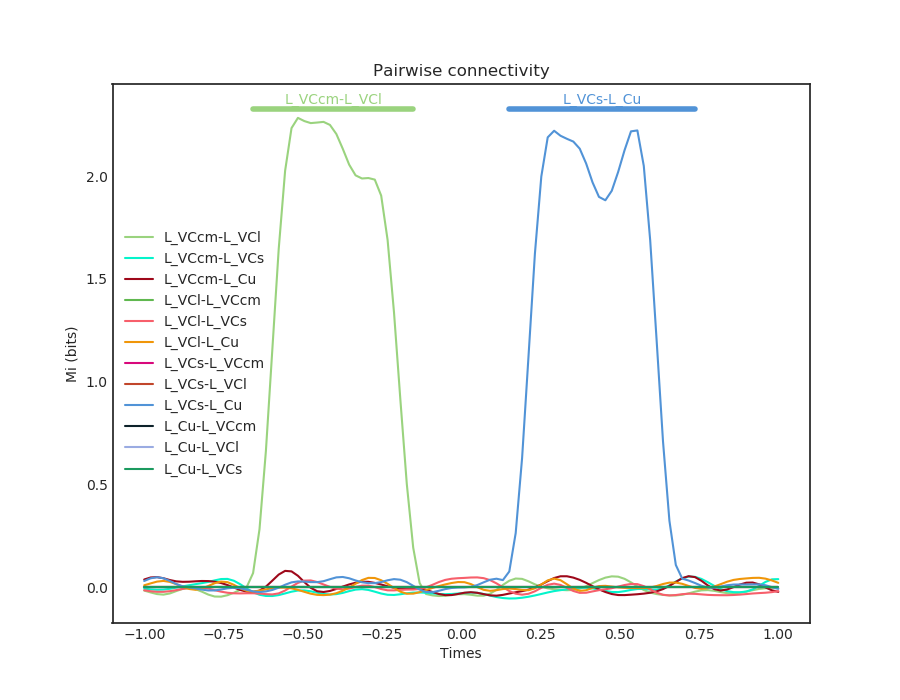 Pairwise connectivity
L_VCcm-L_VCl
L_VCs-L_Cu
2.0
1.5
1.0
0.5
0.0
Mi (bits)
L_VCcm-L_VCl
L_VCcm-L_VCs
L_VCcm-L_Cu
L_VCl-L_VCcm
L_VCl-L_VCs
L_VCl-L_Cu
L_VCs-L_VCcm
L_VCs-L_VCl
L_VCs-L_Cu
L_Cu-L_VCcm
L_Cu-L_VCl
L_Cu-L_VCs
−1.00 −0.75 −0.50 −0.25 0.00 0.25 0.50 0.75 1.00
Times